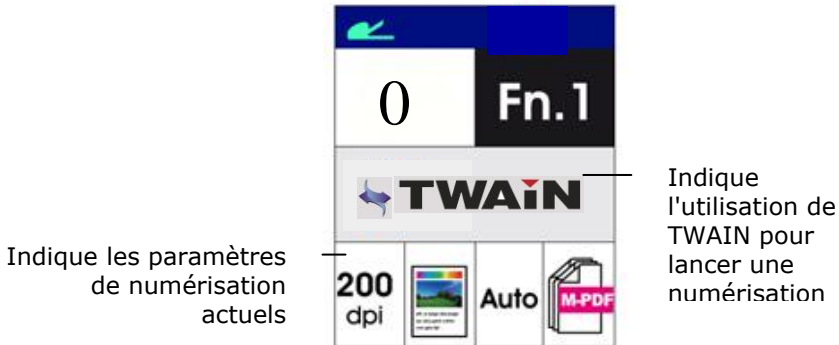 0
Fn.1
TWAIN
Indique
l'utilisation de
TWAIN pour
lancer une
numérisation
Indique les paramètres
de numérisation
actuels
200
dpi
Auto
M-PDF